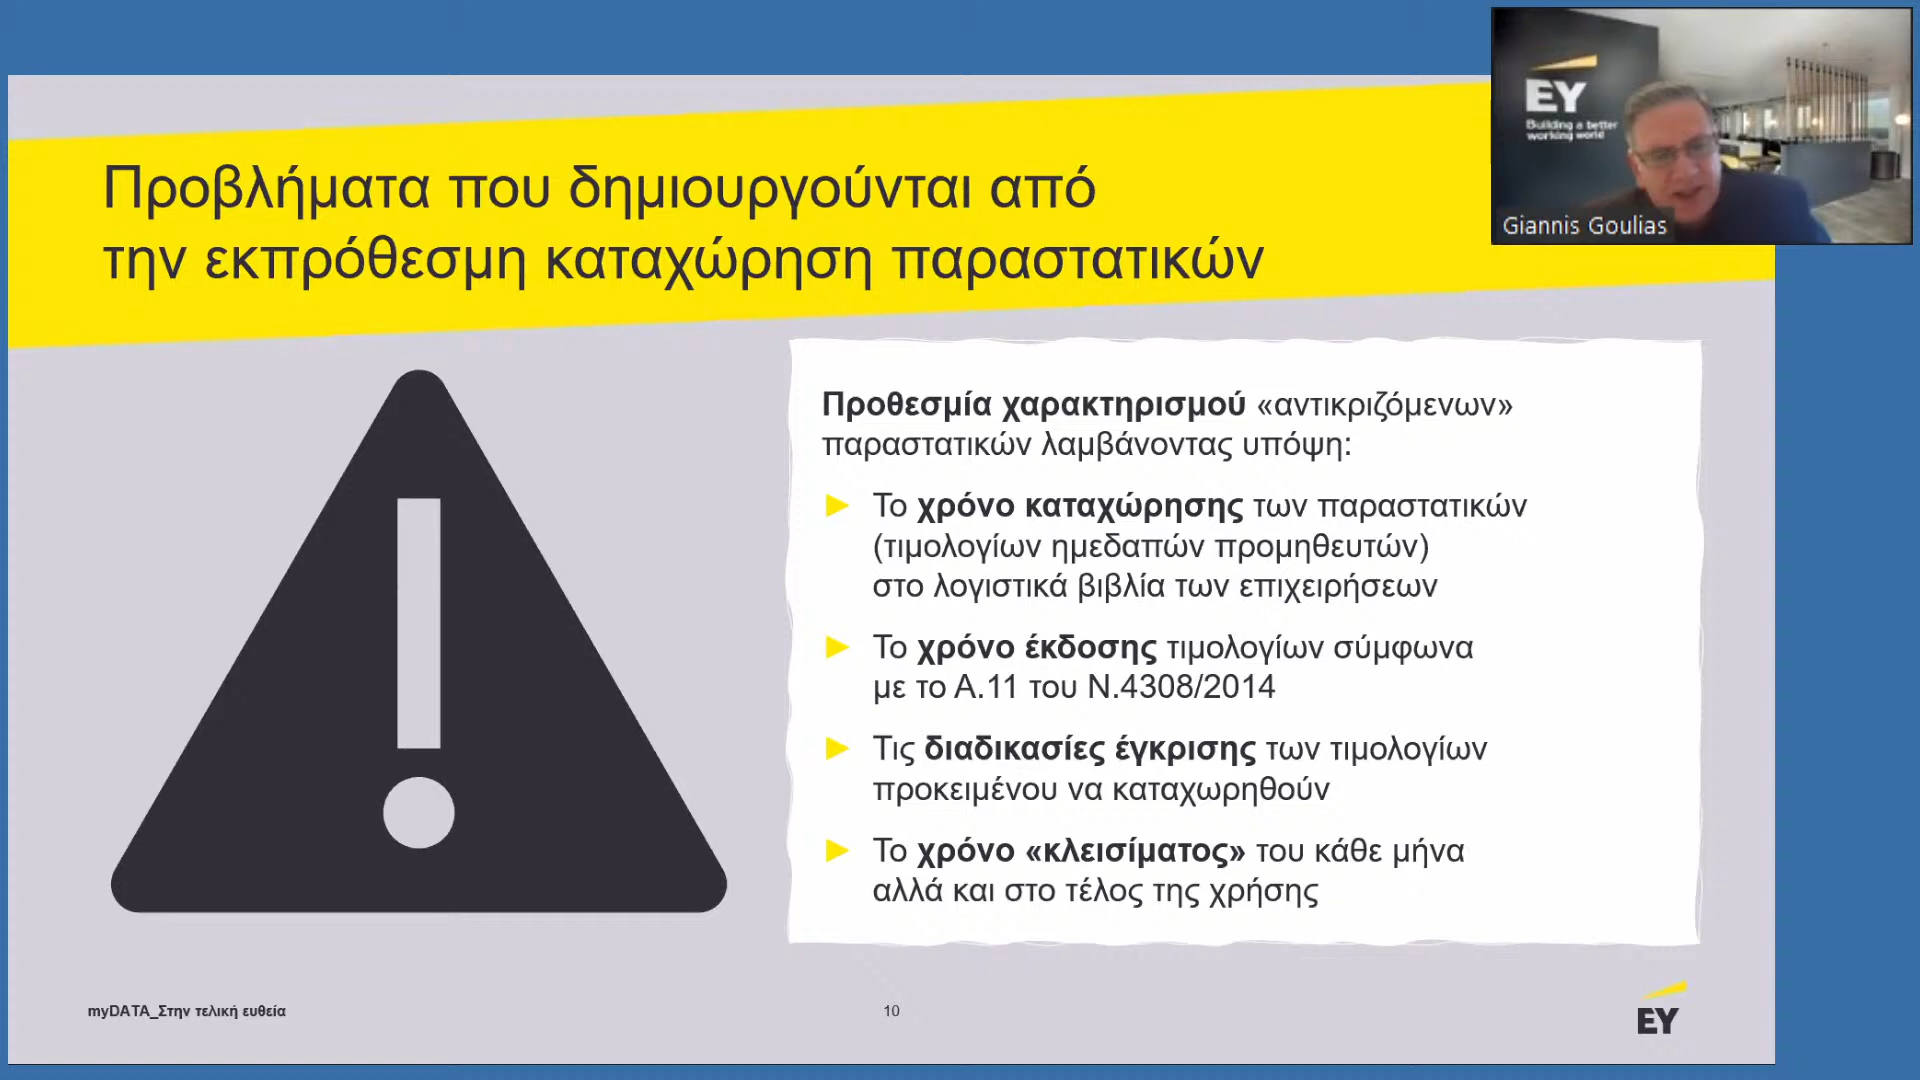 EY
Building a better
working world
Giannis Goulias
Προβλήματα που δημιουργούνται από
την εκπρόθεσμη καταχώρηση παραστατικών
Προθεσμία χαρακτηρισμού «αντικριζόμενων»
παραστατικών λαμβάνοντας υπόψη:
Το χρόνο καταχώρησης των παραστατικών
(τιμολογίων ημεδαπών προμηθευτών)
στο λογιστικά βιβλία των επιχειρήσεων
Το χρόνο έκδοσης τιμολογίων σύμφωνα
με το Α.11 του Ν.4308/2014
Τις διαδικασίες έγκρισης των τιμολογίων
προκειμένου να καταχωρηθούν
Το χρόνο «κλεισίματος» του κάθε μήνα
αλλά και στο τέλος της χρήσης
myDATA_Στην τελική ευθεία
10
EY